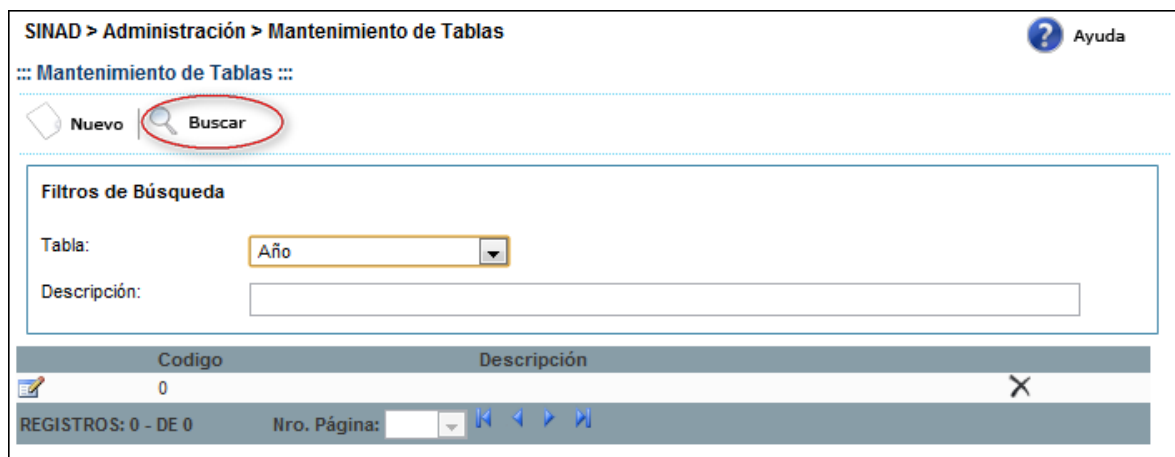 SINAD > Administración > Mantenimiento de Tablas
? Ayuda
::: Mantenimiento de Tablas :::
Nuevo Buscar
Filtros de Búsqueda
Tabla: Año
Descripción:
Codigo Descripción
0
REGISTROS: 0 - DE 0 Nro. Página: